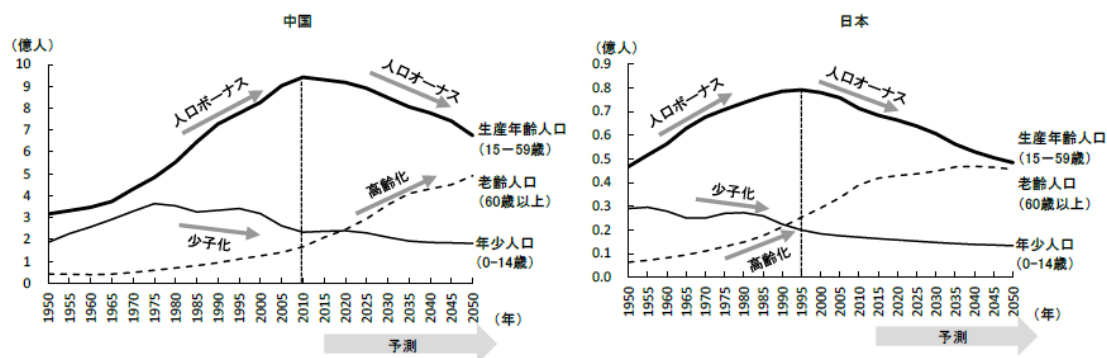 中国
（億人）
10
9
8
7
6
5
4
3
2
1
0
人口ボーナス
人口オーナス
高齢化
少子化
生産年齢人口
（15－59歳）
老齢人口
（60歳以上）
年少人口
（0-14歳）
1950
1955
1960
1965
1970
1975
1980
1985
1990
1995
2000
2005
2010
2015
2020
2025
2030
2035
2040
2045
2050
（年）
予測
日本
（億人）
0.9
0.8
0.7
0.6
0.5
0.4
0.3
0.2
0.1
0.0
人口ボーナス
人口オーナス
少子化
高齢化
生産年齢人口
（15－59歳）
老齢人口
（60歳以上）
年少人口
（0-14歳）
1950
1955
1960
1965
1970
1975
1980
1985
1990
1995
2000
2005
2010
2015
2020
2025
2030
2035
2040
2045
2050
（年）
予測